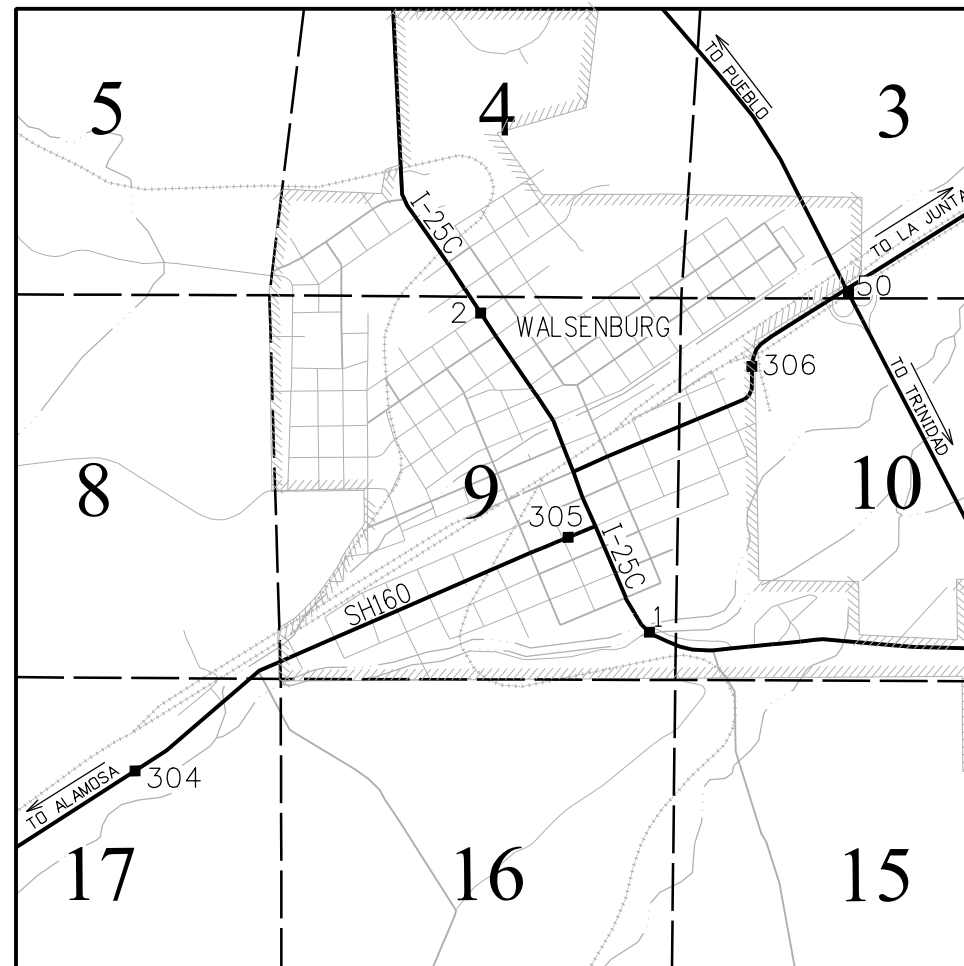 5
4
3
TO PUEBLO
I-25C
TO LA JUNTA
50
2
WALSENBURG
306
TO TRINIDAD
8
9
10
305
I-25C
SH160
1
304
TO ALAMOSA
17
16
15